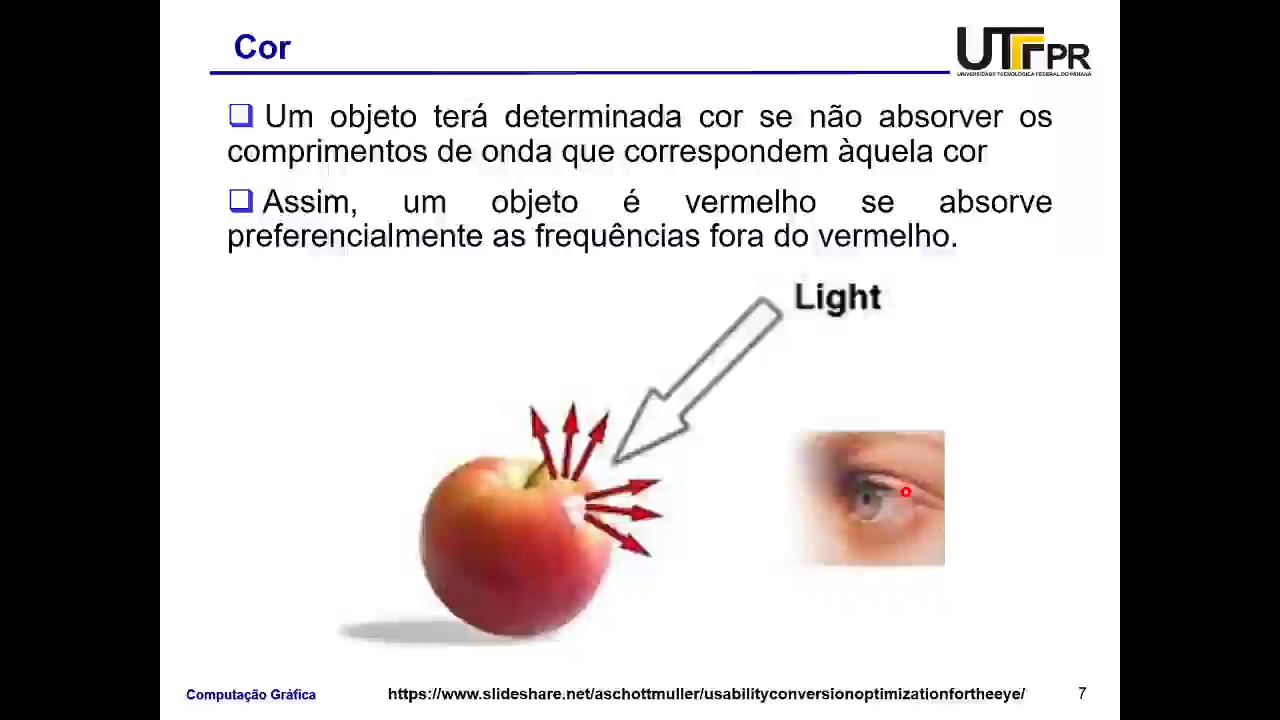 Cor
UTFPR
UNIVERSIDADE TECNOLÓGICA FEDERAL DO PARANÁ
Um objeto terá determinada cor se não absorver os
comprimentos de onda que correspondem àquela cor
Assim, um objeto é vermelho se absorve
preferencialmente as frequências fora do vermelho.
Light
Computação Gráfica
https://www.slideshare.net/aschottmuller/usabilityconversionoptimizationfortheeye/
7